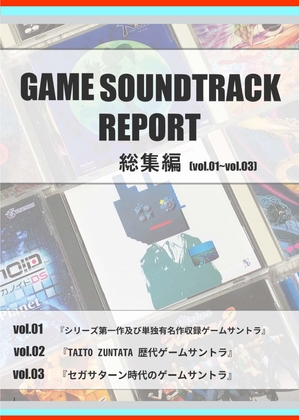 GAME SOUNDTRACK
REPORT
総集編 (vol.01~vol.03)
vol.01 『シリーズ第一作及び単独有名作収録ゲームサントラ』
vol.02 『TAITO ZUNTATA 歴代ゲームサントラ』
vol.03 『セガサターン時代のゲームサントラ』